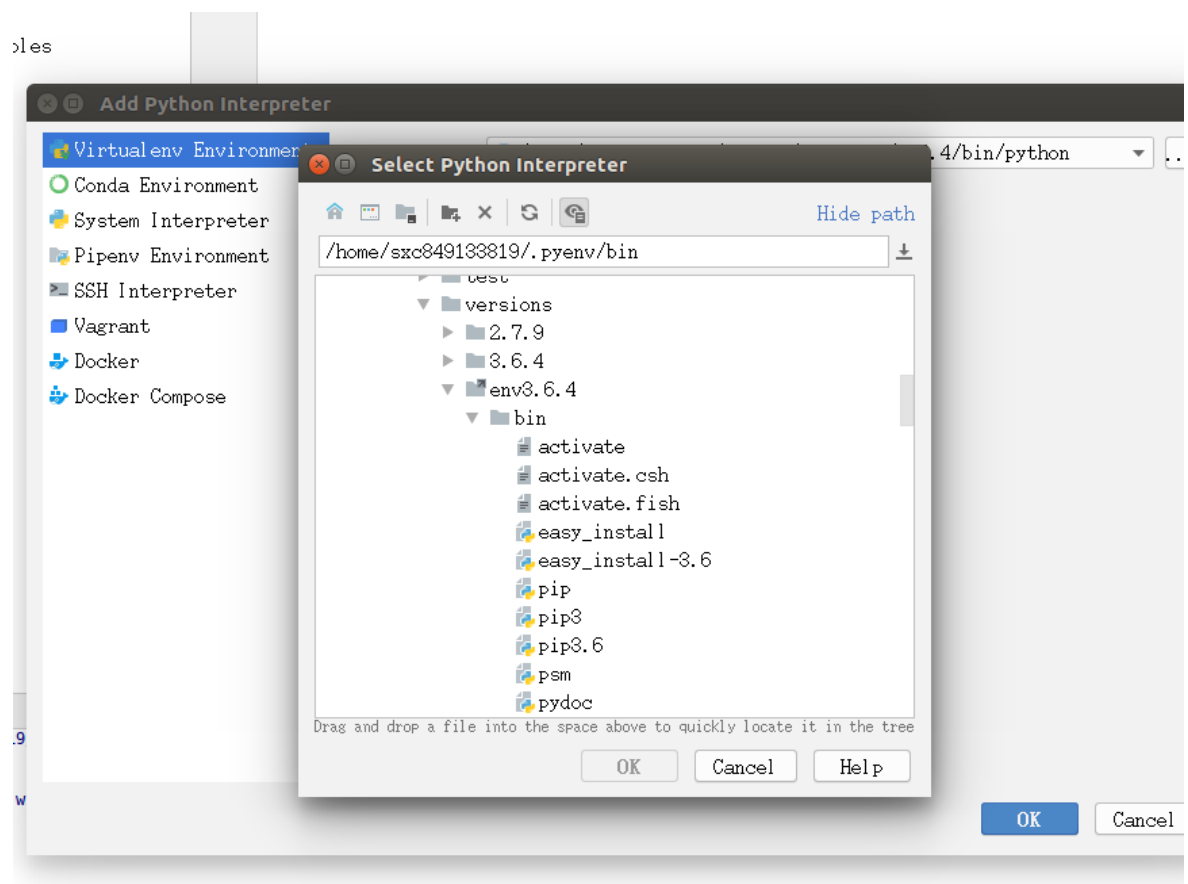 Add Python Interpreter
Virtualenv Environment
Conda Environment
System Interpreter
Pipenv Environment
SSH Interpreter
Vagrant
Docker
Docker Compose
.4/bin/python
...
Select Python Interpreter
Hide path
/home/sxc849133819/.pyenv/bin
test
versions
2.7.9
3.6.4
env3.6.4
bin
activate
activate.csh
activate.fish
easy_install
easy_install-3.6
pip
pip3
pip3.6
psm
pydoc
Drag and drop a file into the space above to quickly locate it in the tree
OK Cancel Help
OK Cancel